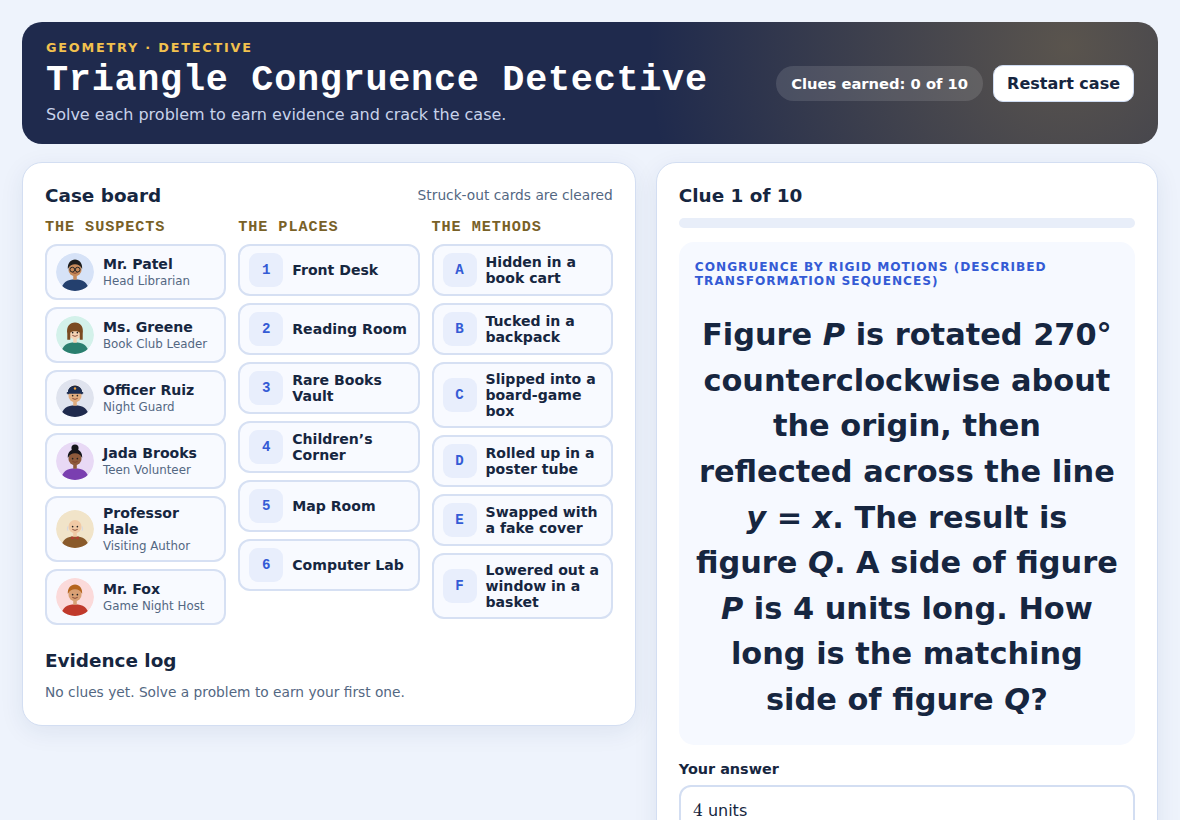 GEOMETRY · DETECTIVE
Triangle Congruence Detective
Solve each problem to earn evidence and crack the case.
Clues earned: 0 of 10
Restart case
Case board
Struck-out cards are cleared
THE SUSPECTS
Mr. Patel
Head Librarian
Ms. Greene
Book Club Leader
Officer Ruiz
Night Guard
Jada Brooks
Teen Volunteer
Professor
Hale
Visiting Author
Mr. Fox
Game Night Host
THE PLACES
1 Front Desk
2 Reading Room
3 Rare Books
Vault
4 Children’s
Corner
5 Map Room
6 Computer Lab
THE METHODS
A Hidden in a
book cart
B Tucked in a
backpack
C Slipped into a
board-game
box
D Rolled up in a
poster tube
E Swapped with
a fake cover
F Lowered out a
window in a
basket
Evidence log
No clues yet. Solve a problem to earn your first one.
Clue 1 of 10
CONGRUENCE BY RIGID MOTIONS (DESCRIBED
TRANSFORMATION SEQUENCES)
Figure P is rotated 270°
counterclockwise about
the origin, then
reflected across the line
y = x. The result is
figure Q. A side of figure
P is 4 units long. How
long is the matching
side of figure Q?
Your answer
4 units